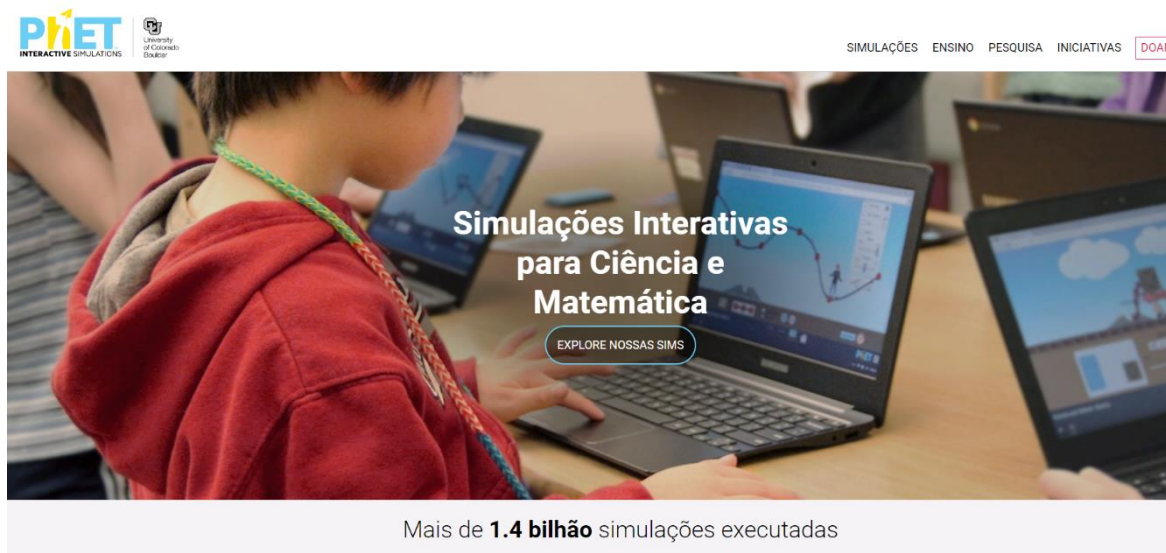 PhET
INTERACTIVE SIMULATIONS
University
of Colorado
Boulder
SIMULAÇÕES ENSINO PESQUISA INICIATIVAS
Simulações Interativas
para Ciência e
Matemática
EXPLORE NOSSAS SIMS
Mais de 1.4 bilhão simulações executadas